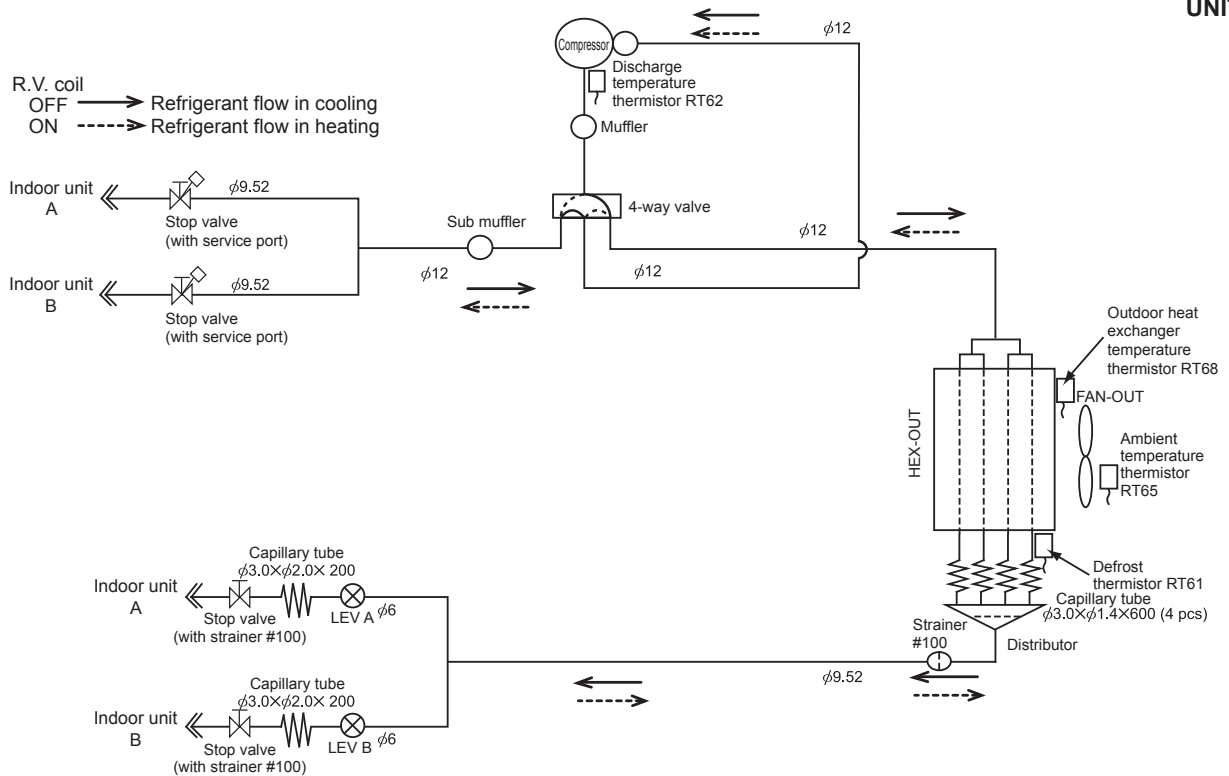 UNIT
Compressor
φ12
Discharge
temperature
thermistor RT62
R.V. coil
OFF Refrigerant flow in cooling
ON Refrigerant flow in heating
Muffler
Indoor unit
A
φ9.52
Stop valve
(with service port)
4-way valve
Sub muffler
φ12
φ12
φ12
Indoor unit
B
φ9.52
Stop valve
(with service port)
Outdoor heat
exchanger
temperature
thermistor RT68
FAN-OUT
HEX-OUT
Ambient
temperature
thermistor
RT65
Defrost
thermistor RT61
Capillary tube
φ3.0×φ1.4×600 (4 pcs)
Distributor
Strainer
#100
φ9.52
Capillary tube
φ3.0×φ2.0× 200
Indoor unit
A
LEV A
φ6
Stop valve
(with strainer #100)
Capillary tube
φ3.0×φ2.0× 200
Indoor unit
B
LEV B
φ6
Stop valve
(with strainer #100)